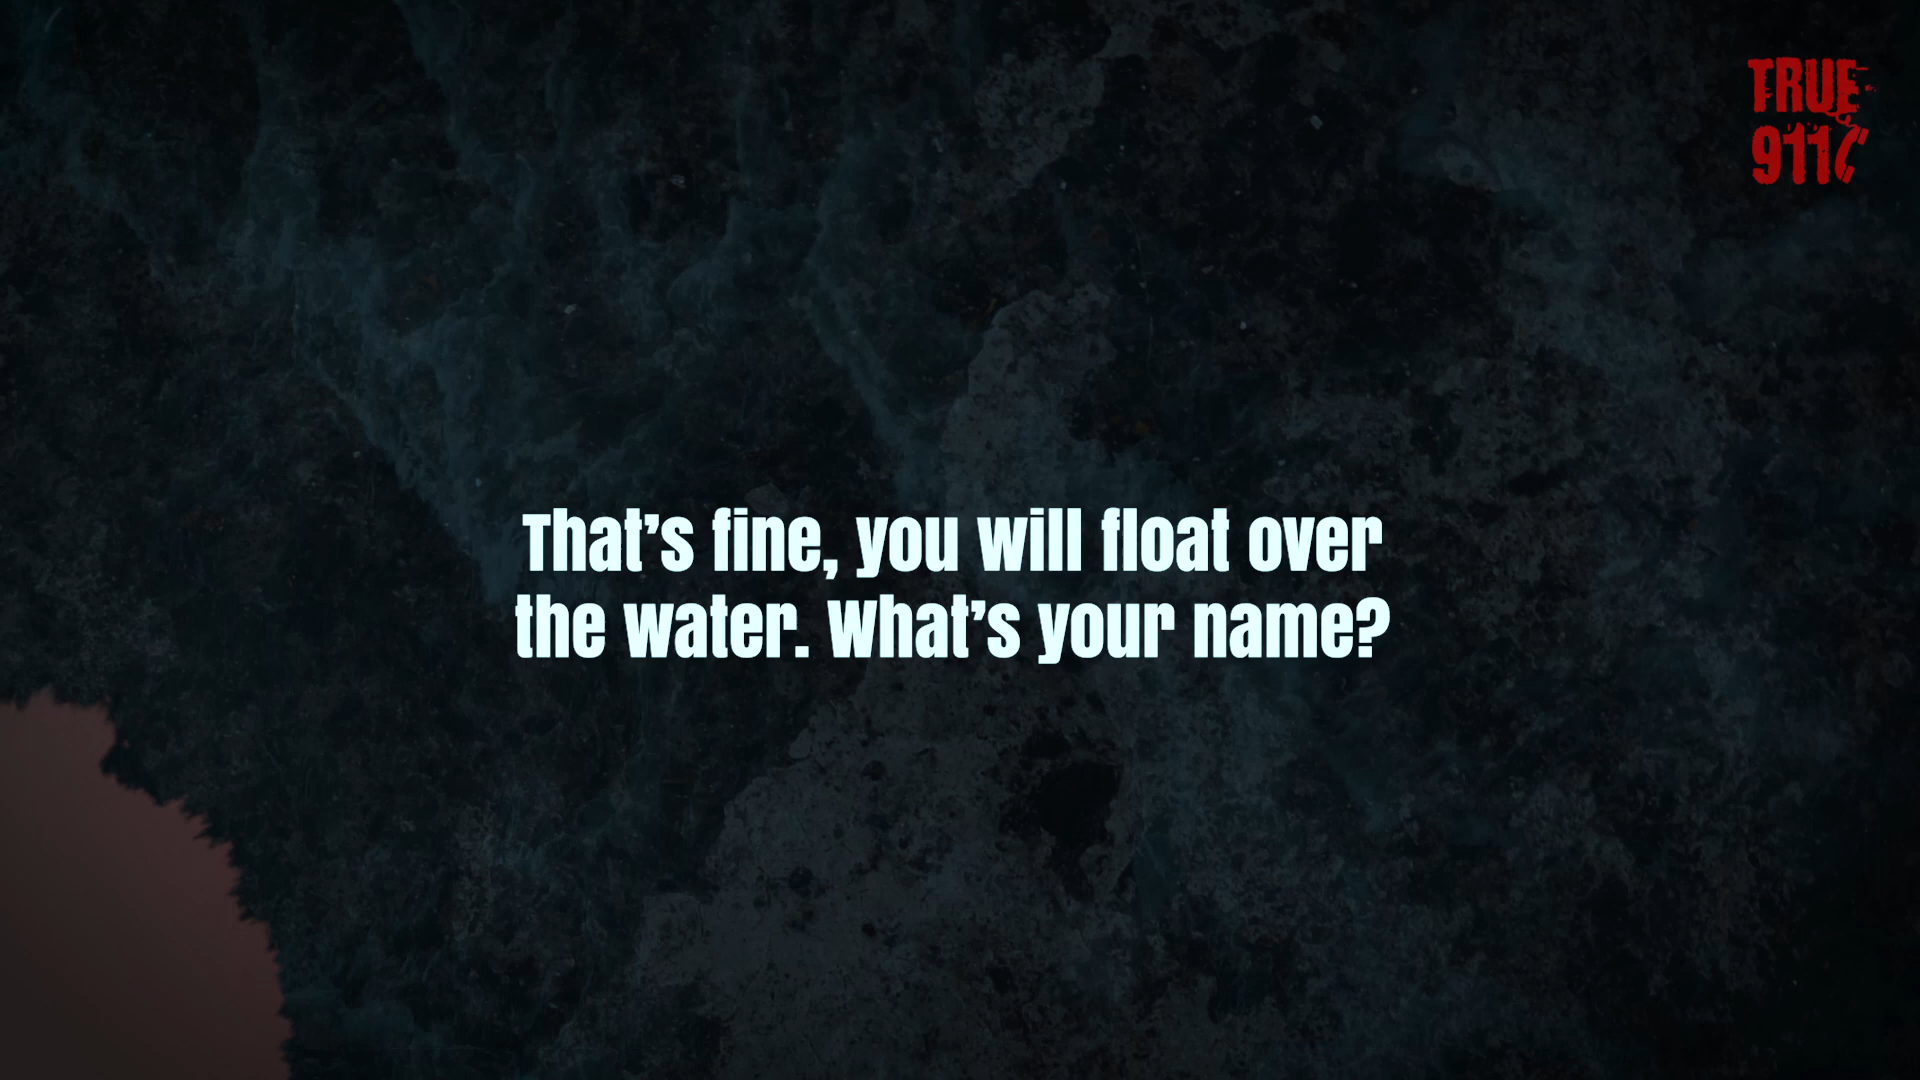 TRUE
911
That’s fine, you will float over
the water. What’s your name?